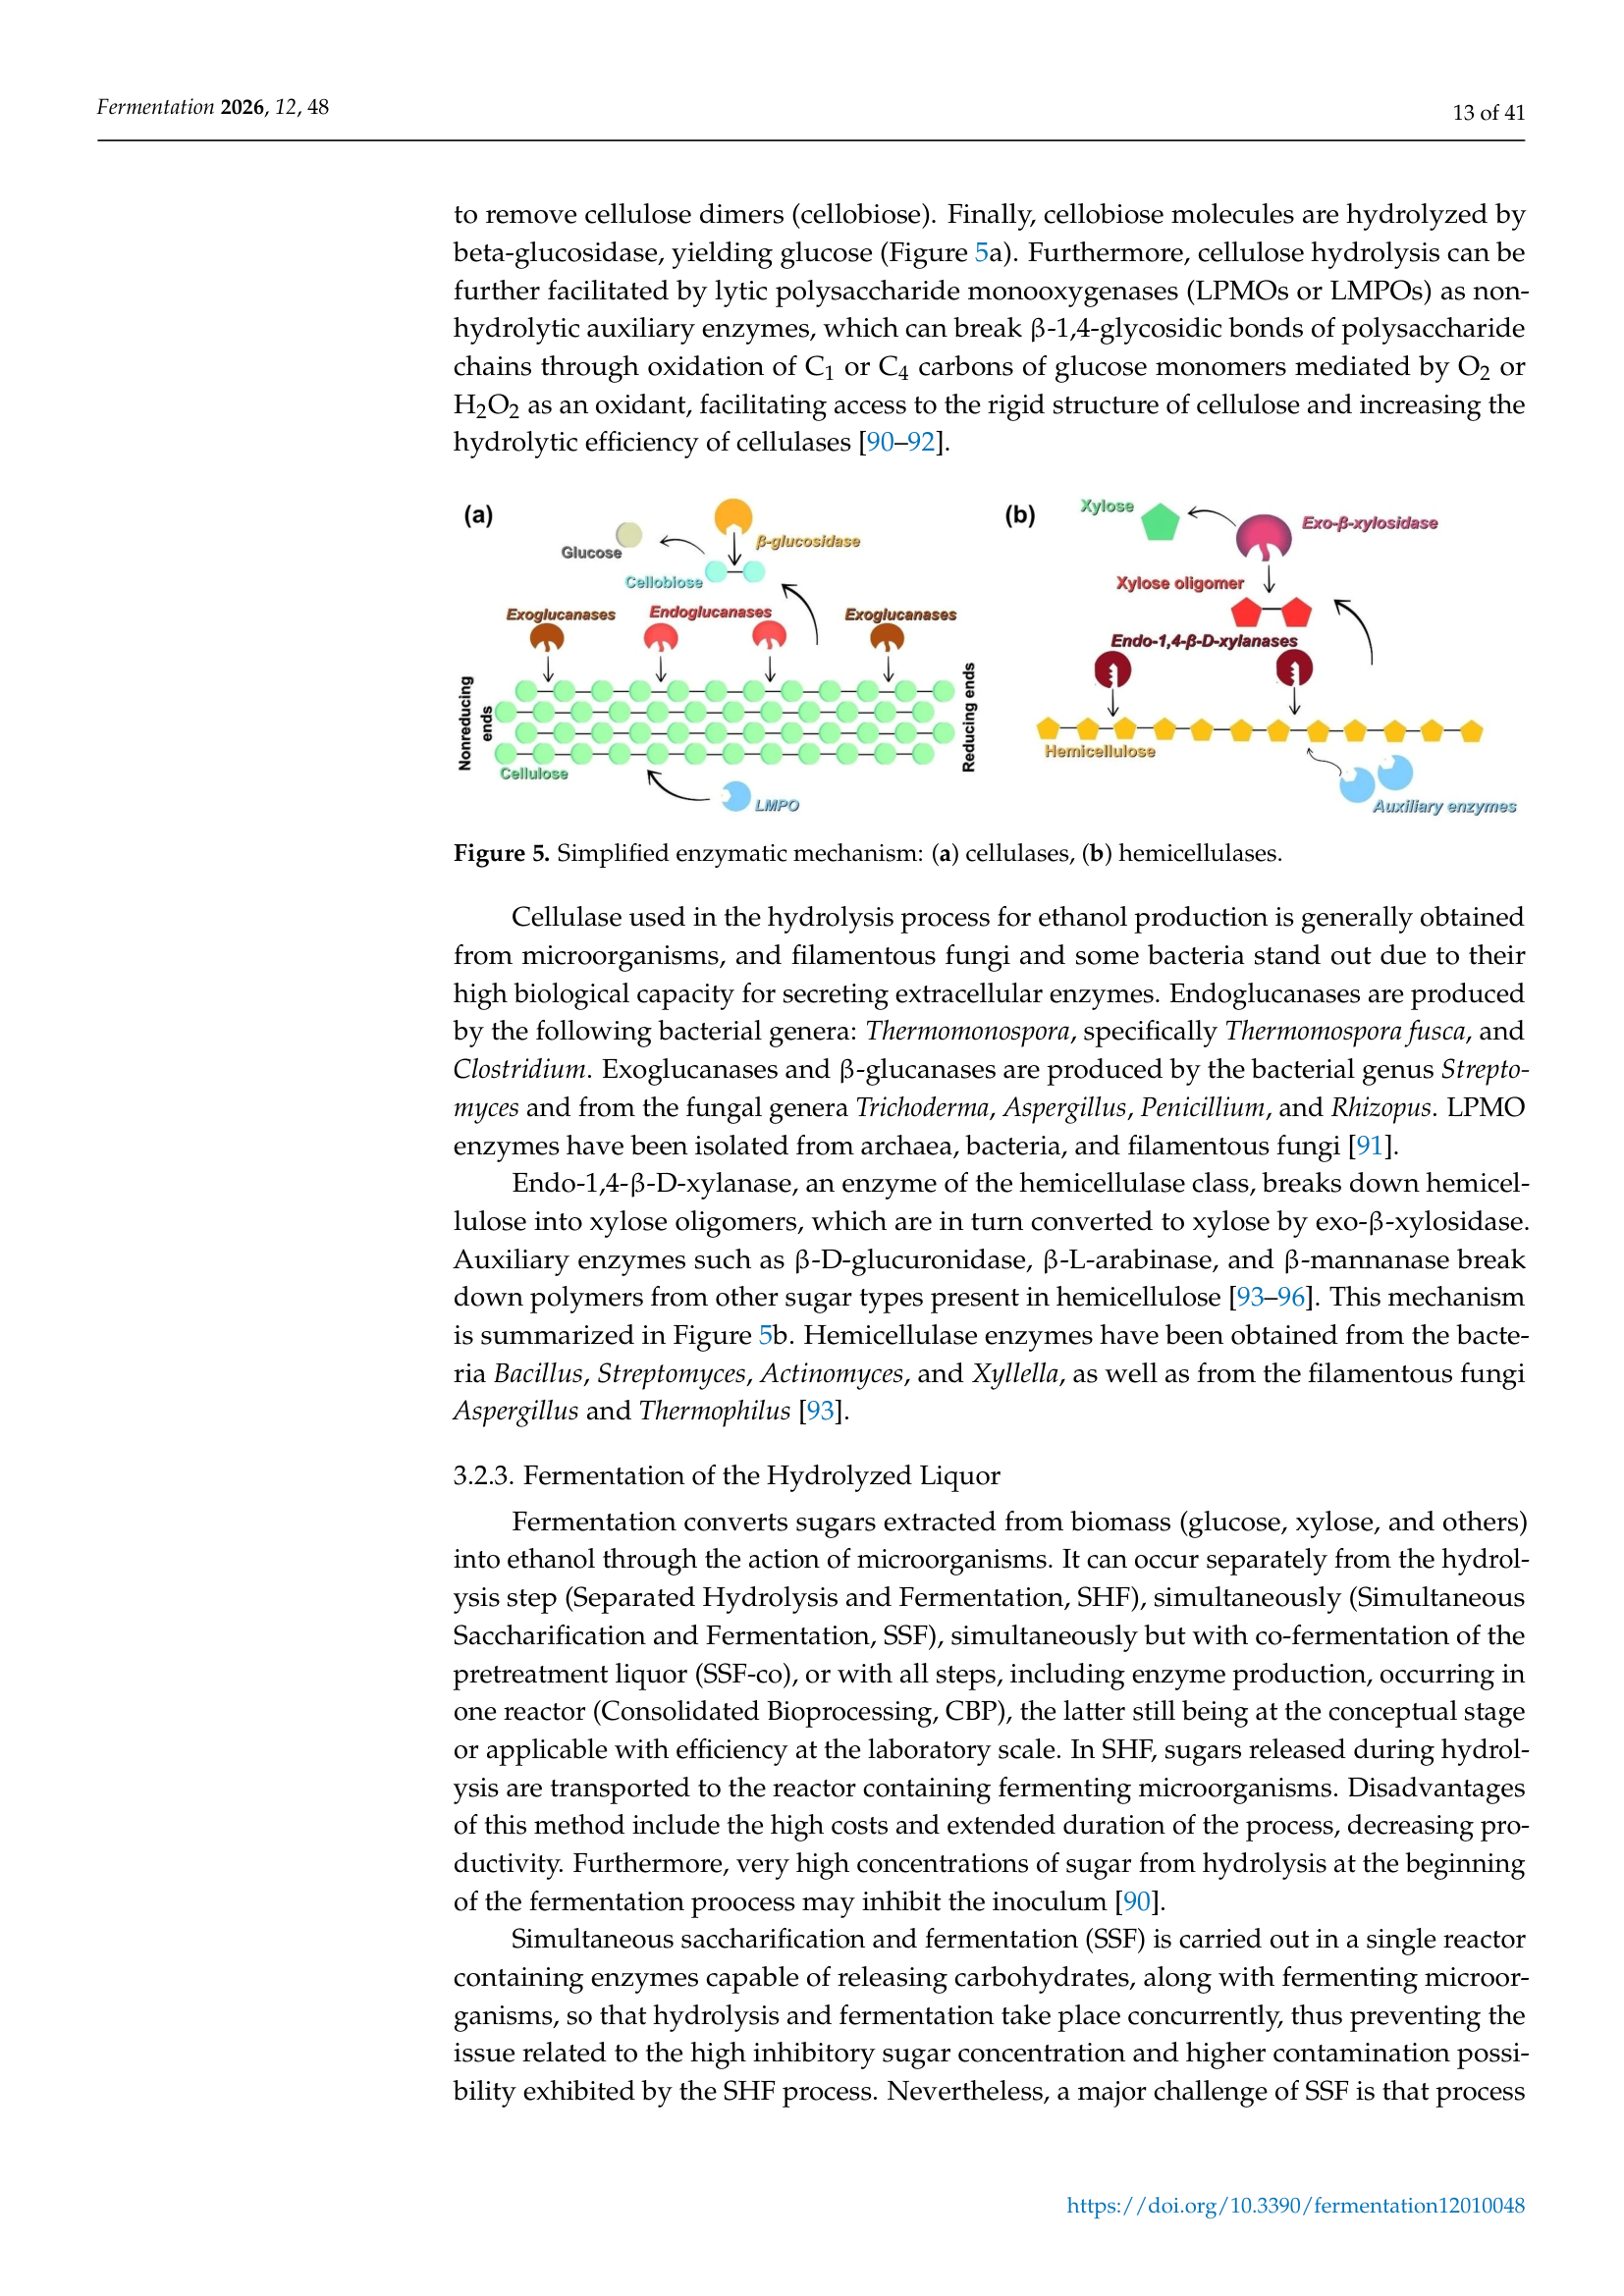 Fermentation 2026, 12, 48
13 of 41
to remove cellulose dimers (cellobiose). Finally, cellobiose molecules are hydrolyzed by
beta-glucosidase, yielding glucose (Figure 5a). Furthermore, cellulose hydrolysis can be
further facilitated by lytic polysaccharide monooxygenases (LPMOs or LMPOs) as non-
hydrolytic auxiliary enzymes, which can break β-1,4-glycosidic bonds of polysaccharide
chains through oxidation of C₁ or C₄ carbons of glucose monomers mediated by O₂ or
H₂O₂ as an oxidant, facilitating access to the rigid structure of cellulose and increasing the
hydrolytic efficiency of cellulases [90–92].
(a)
Glucose
β-glucosidase
Cellobiose
Exoglucanases
Endoglucanases
Exoglucanases
Nonreducing
ends
Reducing ends
Cellulose
LMPO
(b)
Xylose
Exo-β-xylosidase
Xylose oligomer
Endo-1,4-β-D-xylanases
Hemicellulose
Auxiliary enzymes
Figure 5. Simplified enzymatic mechanism: (a) cellulases, (b) hemicellulases.
Cellulase used in the hydrolysis process for ethanol production is generally obtained
from microorganisms, and filamentous fungi and some bacteria stand out due to their
high biological capacity for secreting extracellular enzymes. Endoglucanases are produced
by the following bacterial genera: Thermomonospora, specifically Thermomospora fusca, and
Clostridium. Exoglucanases and β-glucanases are produced by the bacterial genus Strepto-
myces and from the fungal genera Trichoderma, Aspergillus, Penicillium, and Rhizopus. LPMO
enzymes have been isolated from archaea, bacteria, and filamentous fungi [91].
Endo-1,4-β-D-xylanase, an enzyme of the hemicellulase class, breaks down hemicel-
lulose into xylose oligomers, which are in turn converted to xylose by exo-β-xylosidase.
Auxiliary enzymes such as β-D-glucuronidase, β-L-arabinase, and β-mannanase break
down polymers from other sugar types present in hemicellulose [93–96]. This mechanism
is summarized in Figure 5b. Hemicellulase enzymes have been obtained from the bacte-
ria Bacillus, Streptomyces, Actinomyces, and Xyllella, as well as from the filamentous fungi
Aspergillus and Thermophilus [93].
3.2.3. Fermentation of the Hydrolyzed Liquor
Fermentation converts sugars extracted from biomass (glucose, xylose, and others)
into ethanol through the action of microorganisms. It can occur separately from the hydrol-
ysis step (Separated Hydrolysis and Fermentation, SHF), simultaneously (Simultaneous
Saccharification and Fermentation, SSF), simultaneously but with co-fermentation of the
pretreatment liquor (SSF-co), or with all steps, including enzyme production, occurring in
one reactor (Consolidated Bioprocessing, CBP), the latter still being at the conceptual stage
or applicable with efficiency at the laboratory scale. In SHF, sugars released during hydrol-
ysis are transported to the reactor containing fermenting microorganisms. Disadvantages
of this method include the high costs and extended duration of the process, decreasing pro-
ductivity. Furthermore, very high concentrations of sugar from hydrolysis at the beginning
of the fermentation proocess may inhibit the inoculum [90].
Simultaneous saccharification and fermentation (SSF) is carried out in a single reactor
containing enzymes capable of releasing carbohydrates, along with fermenting microor-
ganisms, so that hydrolysis and fermentation take place concurrently, thus preventing the
issue related to the high inhibitory sugar concentration and higher contamination possi-
bility exhibited by the SHF process. Nevertheless, a major challenge of SSF is that process
https://doi.org/10.3390/fermentation12010048